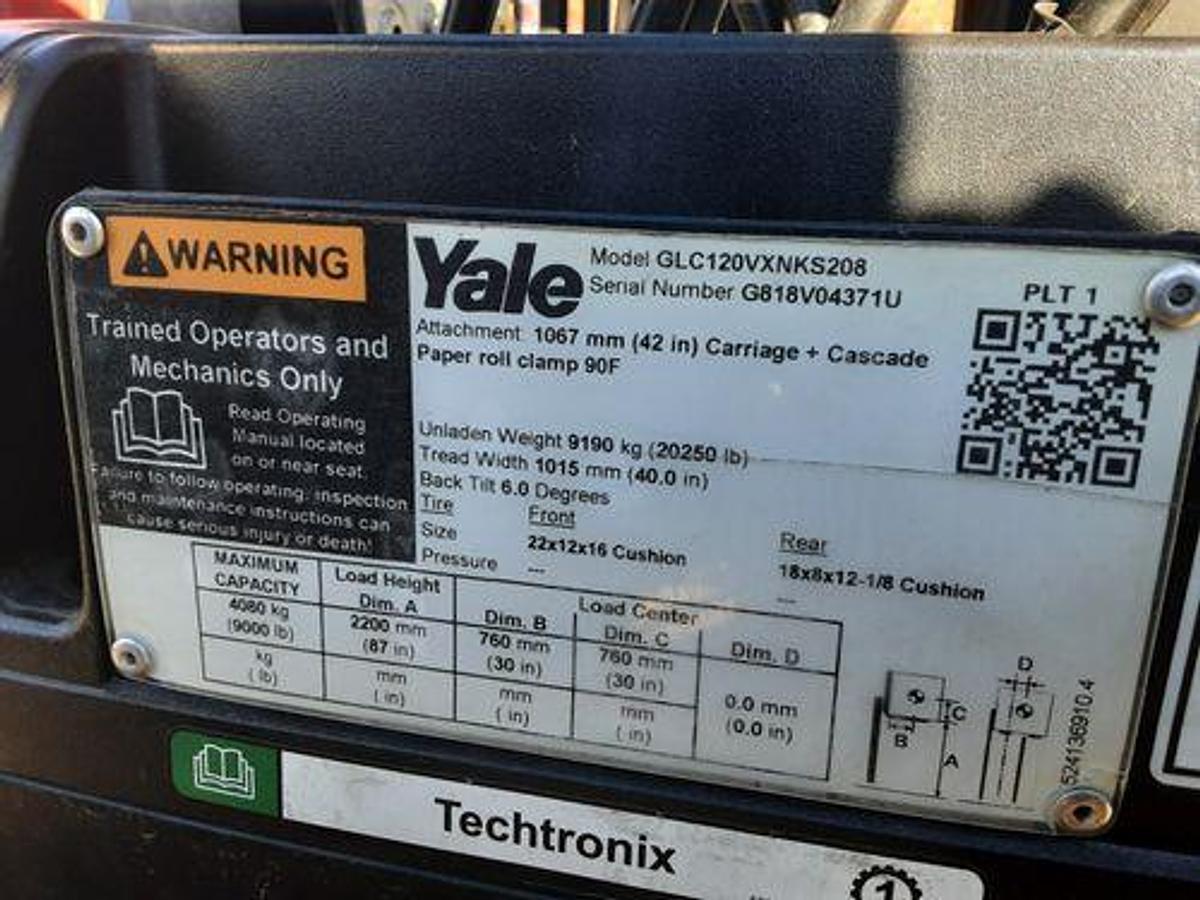 WARNING
Trained Operators and
Mechanics Only
Read Operating
Manual located
on or near seat.
Failure to follow operating, inspection
and maintenance instructions can
cause serious injury or death!
Yale
Model GLC120VXNKS208
Serial Number G818V04371U
PLT 1
Attachment 1067 mm (42 in) Carriage + Cascade
Paper roll clamp 90F
Unladen Weight 9190 kg (20250 lb)
Tread Width 1015 mm (40.0 in)
Back Tilt 6.0 Degrees
Tire Front Rear
Size 22x12x16 Cushion 18x8x12-1/8 Cushion
Pressure --- ---
MAXIMUM CAPACITY Load Height Dim. A Load Center
Dim. B Dim. C Dim. D
4080 kg 2200 mm 760 mm 760 mm 0.0 mm
(9000 lb) (87 in) (30 in) (30 in) (0.0 in)
kg mm mm mm
(lb) (in) (in) (in)
B C A D
524136910.4
Techtronix
1